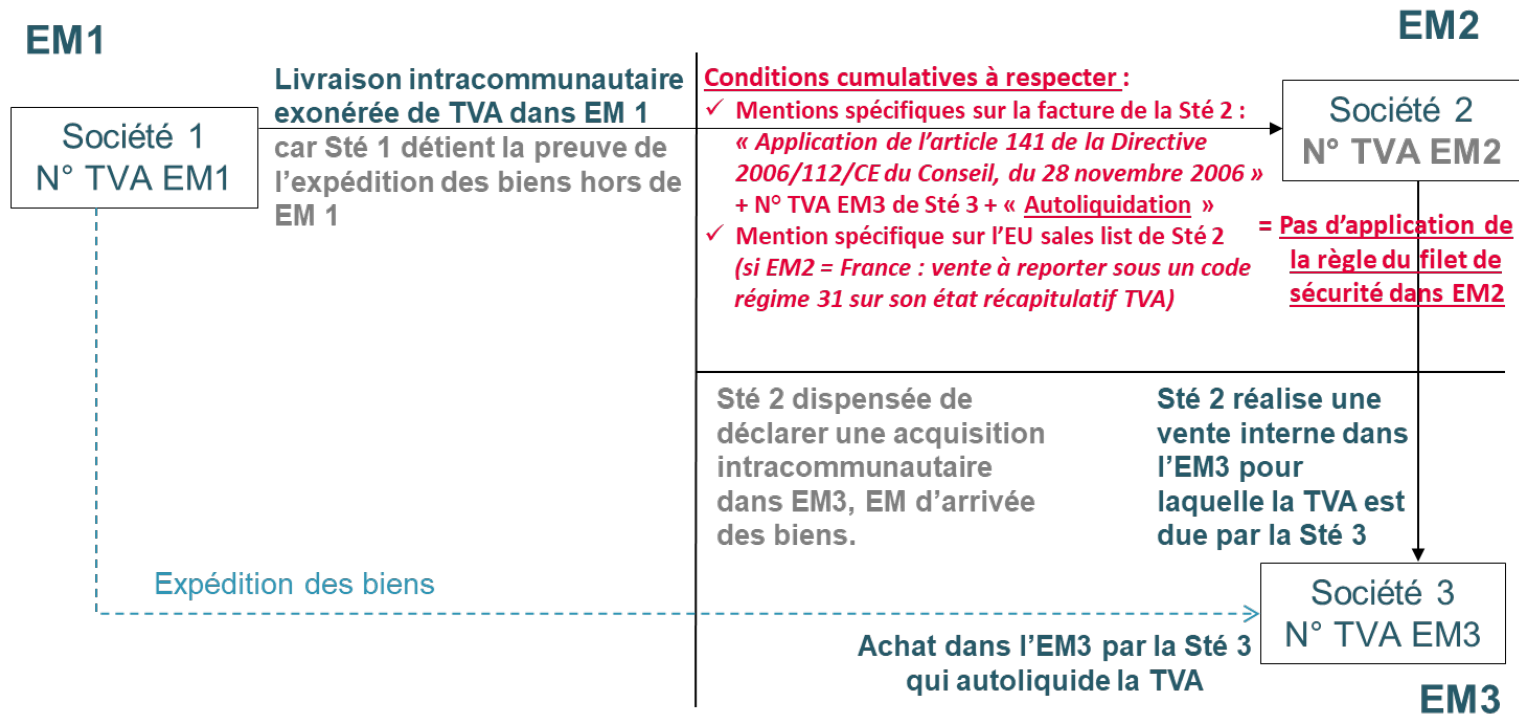 EM1
EM2
Société 1
N° TVA EM1
Livraison intracommunautaire
exonérée de TVA dans EM 1
car Sté 1 détient la preuve de
l’expédition des biens hors de
EM 1
Conditions cumulatives à respecter :
✓ Mentions spécifiques sur la facture de la Sté 2 :
« Application de l’article 141 de la Directive
2006/112/CE du Conseil, du 28 novembre 2006 »
+ N° TVA EM3 de Sté 3 + « Autoliquidation »
✓ Mention spécifique sur l’EU sales list de Sté 2
(si EM2 = France : vente à reporter sous un code
régime 31 sur son état récapitulatif TVA)
Société 2
N° TVA EM2
= Pas d’application de
la règle du filet de
sécurité dans EM2
Sté 2 dispensée de
déclarer une acquisition
intracommunautaire
dans EM3, EM d’arrivée
des biens.
Sté 2 réalise une
vente interne dans
l’EM3 pour
laquelle la TVA est
due par la Sté 3
Expédition des biens
Société 3
N° TVA EM3
Achat dans l’EM3 par la Sté 3
qui autoliquide la TVA
EM3